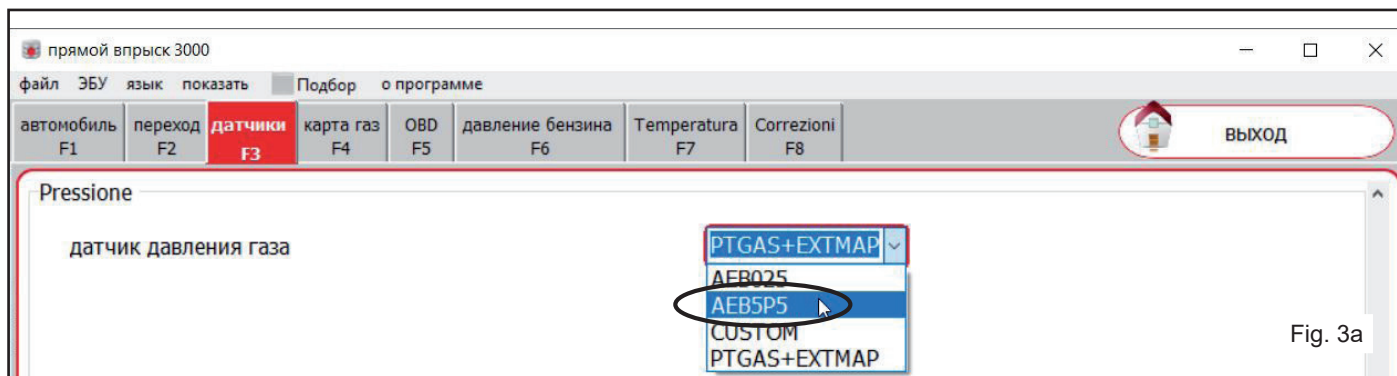 прямой впрыск 3000
файл ЭБУ язык показать Подбор о программе
автомобиль F1 переход F2 датчики F3 карта газ F4 OBD F5 давление бензина F6 Temperatura F7 Correzioni F8 выход
Pressione
датчик давления газа PTGAS+EXTMAP
AEB025
AEB5P5
CUSTOM
PTGAS+EXTMAP
Fig. 3a